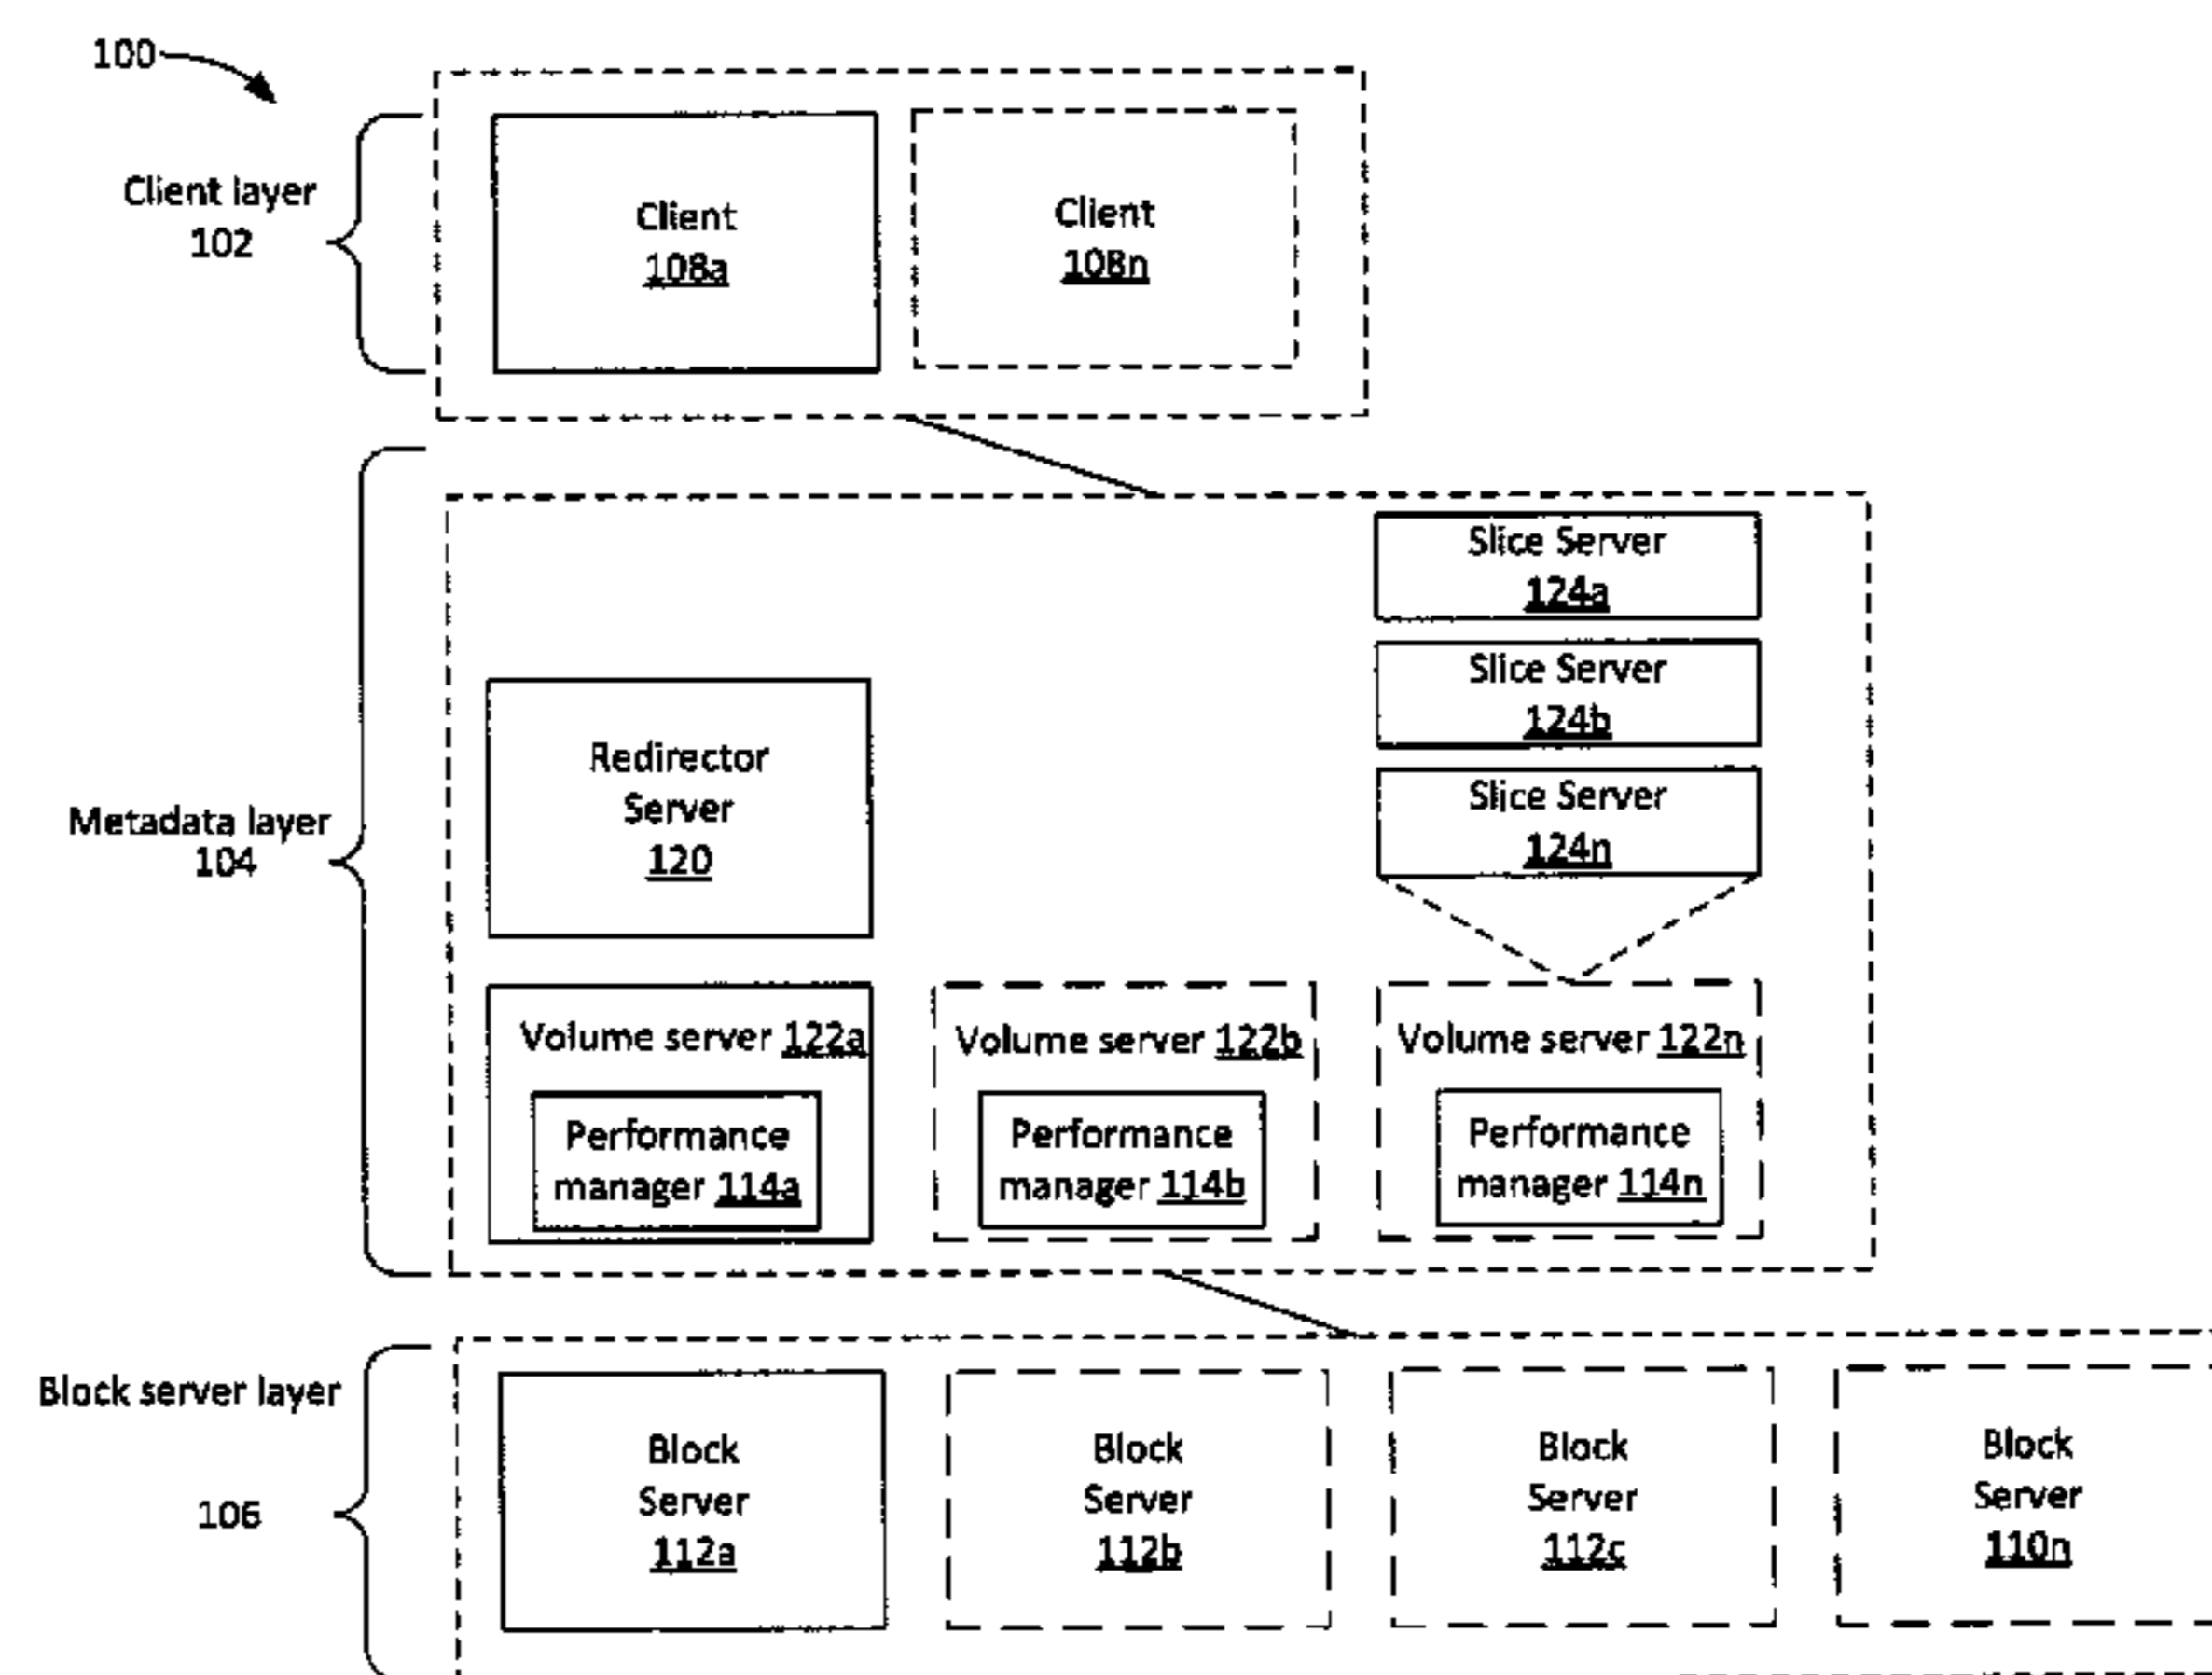 100
Client layer
102
Client
108a
Client
108n
Metadata layer
104
Slice Server
124a
Slice Server
124b
Slice Server
124n
Redirector
Server
120
Volume server 122a
Performance
manager 114a
Volume server 122b
Performance
manager 114b
Volume server 122n
Performance
manager 114n
Block server layer
106
Block
Server
112a
Block
Server
112b
Block
Server
112c
Block
Server
110n